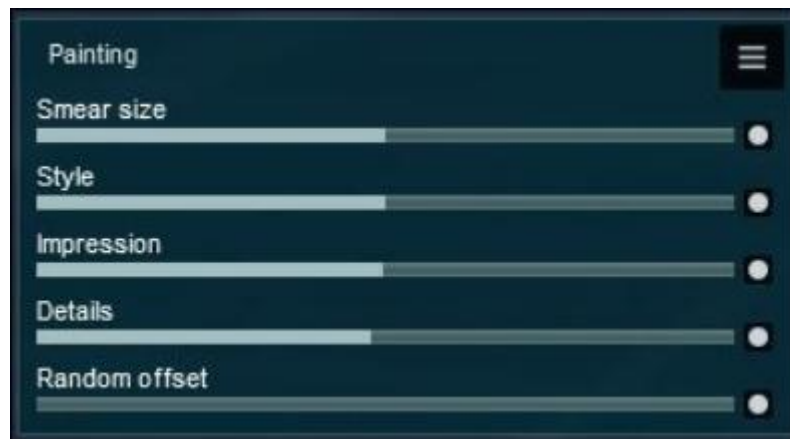 Painting
Smear size
Style
Impression
Details
Random offset